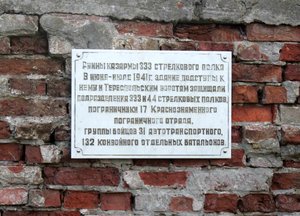 Руины казармы 333 стрелкового полка
В июне-июле 1941г. здание, подступы к
нему и Тереспольским воротам защищали
подразделения 333 и 44 стрелковых полков,
пограничники 17 Краснознаменного
пограничного отряда,
группы бойцов 31 автотранспортного,
132 конвойного отдельных батальонов.